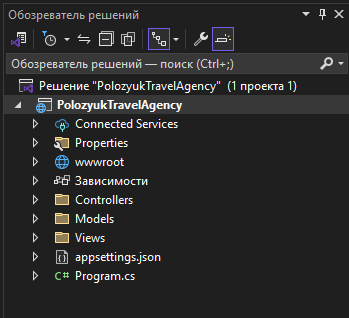 Обозреватель решений
Обозреватель решений — поиск (Ctrl+;)
Решение "PolozyukTravelAgency" (1 проекта 1)
PolozyukTravelAgency
Connected Services
Properties
wwwroot
Зависимости
Controllers
Models
Views
appsettings.json
C# Program.cs